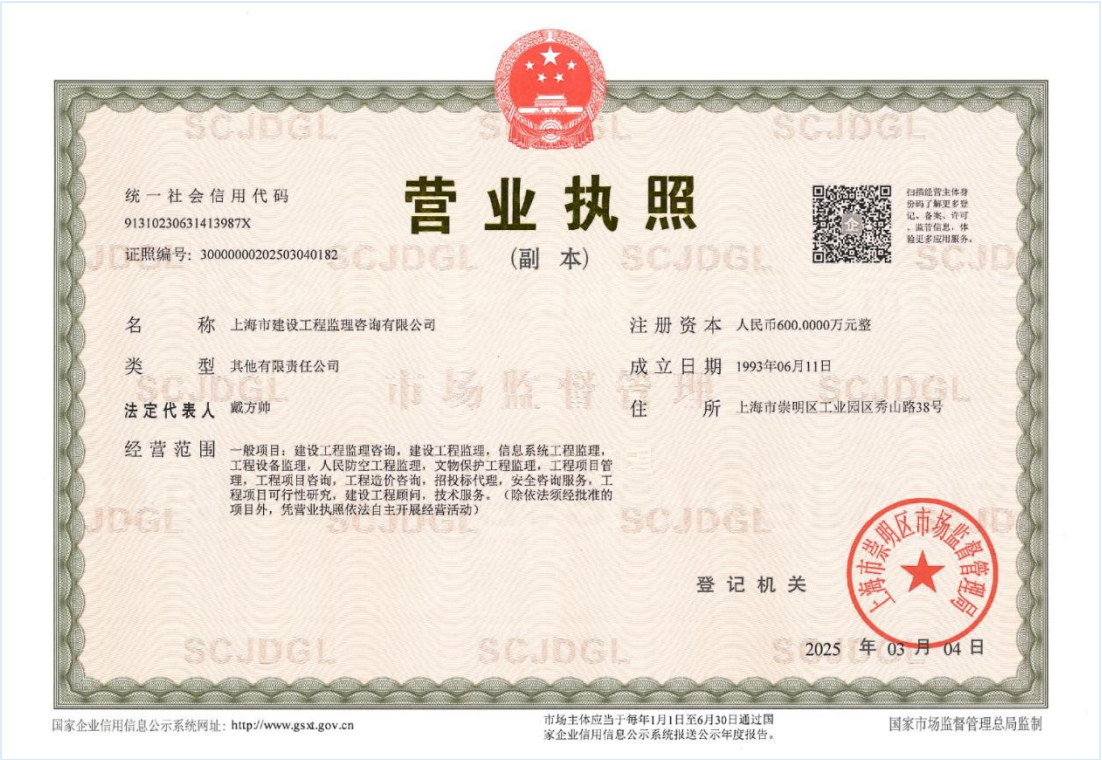 统一社会信用代码
91310230631413987X
证照编号：30000000202503040182
营业执照
（副 本）
扫描经营主体身
份码了解更多登
记、备案、许可
、监管信息，体
验更多应用服务。
名 称 上海市建设工程监理咨询有限公司
类 型 其他有限责任公司
法定代表人 戴方帅
经营范围 一般项目：建设工程监理咨询，建设工程监理，信息系统工程监理，
工程设备监理，人民防空工程监理，文物保护工程监理，工程项目管
理，工程项目咨询，工程造价咨询，招投标代理，安全咨询服务，工
程项目可行性研究，建设工程顾问，技术服务。（除依法须经批准的
项目外，凭营业执照依法自主开展经营活动）
注册资本 人民币600.0000万元整
成立日期 1993年06月11日
住 所 上海市崇明区工业园区秀山路38号
登记机关
上海市崇明区市场监督管理局
2025 年 03 月 04 日
SCJDGL
市场监督管理
国家企业信用信息公示系统网址：http://www.gsxt.gov.cn
市场主体应当于每年1月1日至6月30日通过国
家企业信用信息公示系统报送公示年度报告。
国家市场监督管理总局监制